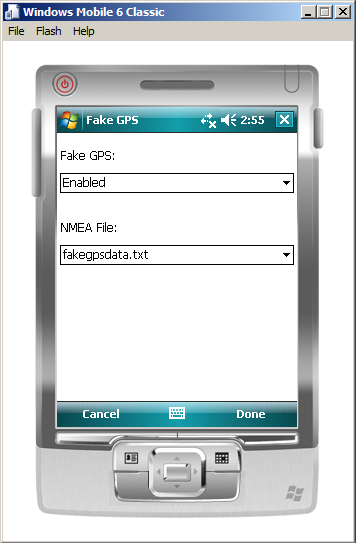 Windows Mobile 6 Classic
File Flash Help
Fake GPS 2:55
Fake GPS:
Enabled
NMEA File:
fakegpsdata.txt
Cancel Done